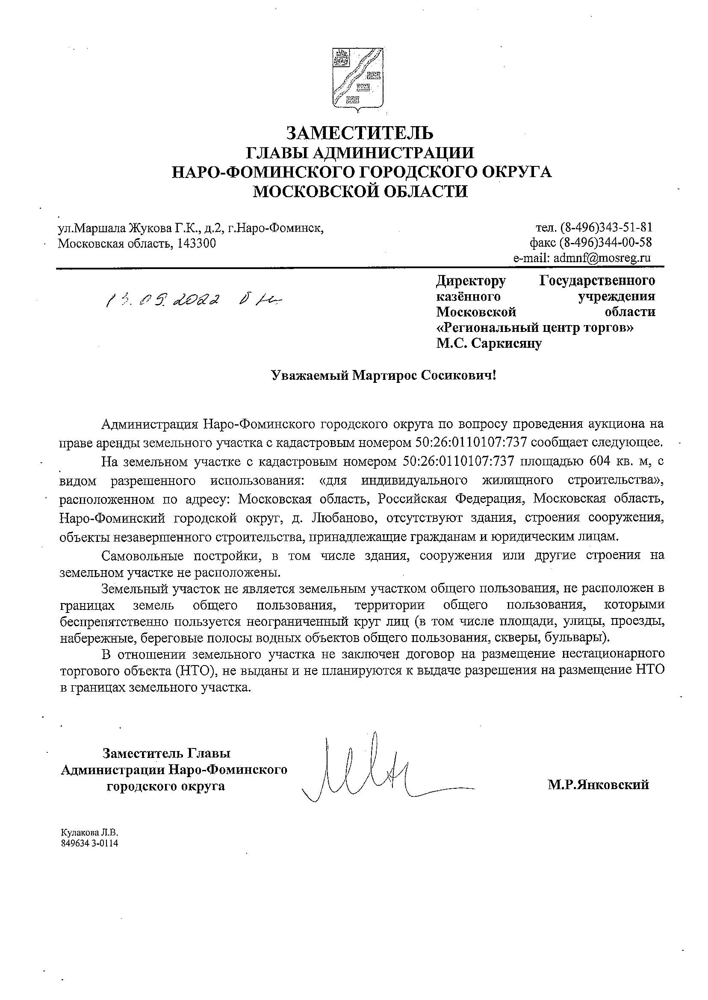 ЗАМЕСТИТЕЛЬ
ГЛАВЫ АДМИНИСТРАЦИИ
НАРО-ФОМИНСКОГО ГОРОДСКОГО ОКРУГА
МОСКОВСКОЙ ОБЛАСТИ
ул.Маршала Жукова Г.К., д.2, г.Наро-Фоминск,
Московская область, 143300
тел. (8-496)343-51-81
факс (8-496)344-00-58
e-mail: admnf@mosreg.ru
13.09.2022 б/н
Директору Государственного
казённого учреждения
Московской области
«Региональный центр торгов»
М.С. Саркисяну
Уважаемый Мартирос Сосикович!
Администрация Наро-Фоминского городского округа по вопросу проведения аукциона на
праве аренды земельного участка с кадастровым номером 50:26:0110107:737 сообщает следующее.
На земельном участке с кадастровым номером 50:26:0110107:737 площадью 604 кв. м, с
видом разрешенного использования: «для индивидуального жилищного строительства»,
расположенном по адресу: Московская область, Российская Федерация, Московская область,
Наро-Фоминский городской округ, д. Любаново, отсутствуют здания, строения сооружения,
объекты незавершенного строительства, принадлежащие гражданам и юридическим лицам.
Самовольные постройки, в том числе здания, сооружения или другие строения на
земельном участке не расположены.
Земельный участок не является земельным участком общего пользования, не расположен в
границах земель общего пользования, территории общего пользования, которыми
беспрепятственно пользуется неограниченный круг лиц (в том числе площади, улицы, проезды,
набережные, береговые полосы водных объектов общего пользования, скверы, бульвары).
В отношении земельного участка не заключен договор на размещение нестационарного
торгового объекта (НТО), не выданы и не планируются к выдаче разрешения на размещение НТО
в границах земельного участка.
Заместитель Главы
Администрации Наро-Фоминского
городского округа
М.Р.Янковский
Кулакова Л.В.
849634 3-0114